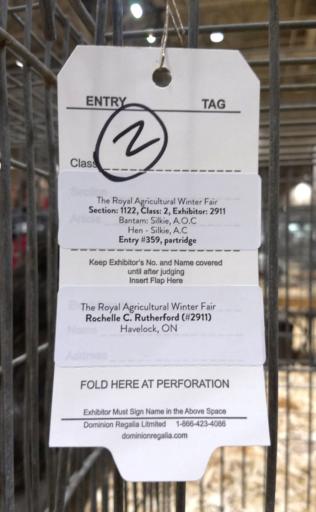 ENTRY TAG
2
Class
The Royal Agricultural Winter Fair
Section: 1122, Class: 2, Exhibitor: 2911
Bantam: Silkie, A.O.C
Hen - Silkie, A.C
Entry #359, partridge
Keep Exhibitor's No. and Name covered
until after judging
Insert Flap Here
The Royal Agricultural Winter Fair
Rochelle C. Rutherford (#2911)
Havelock, ON
Address
FOLD HERE AT PERFORATION
Exhibitor Must Sign Name in the Above Space
Dominion Regalia Limited 1-866-423-4086
dominionregalia.com